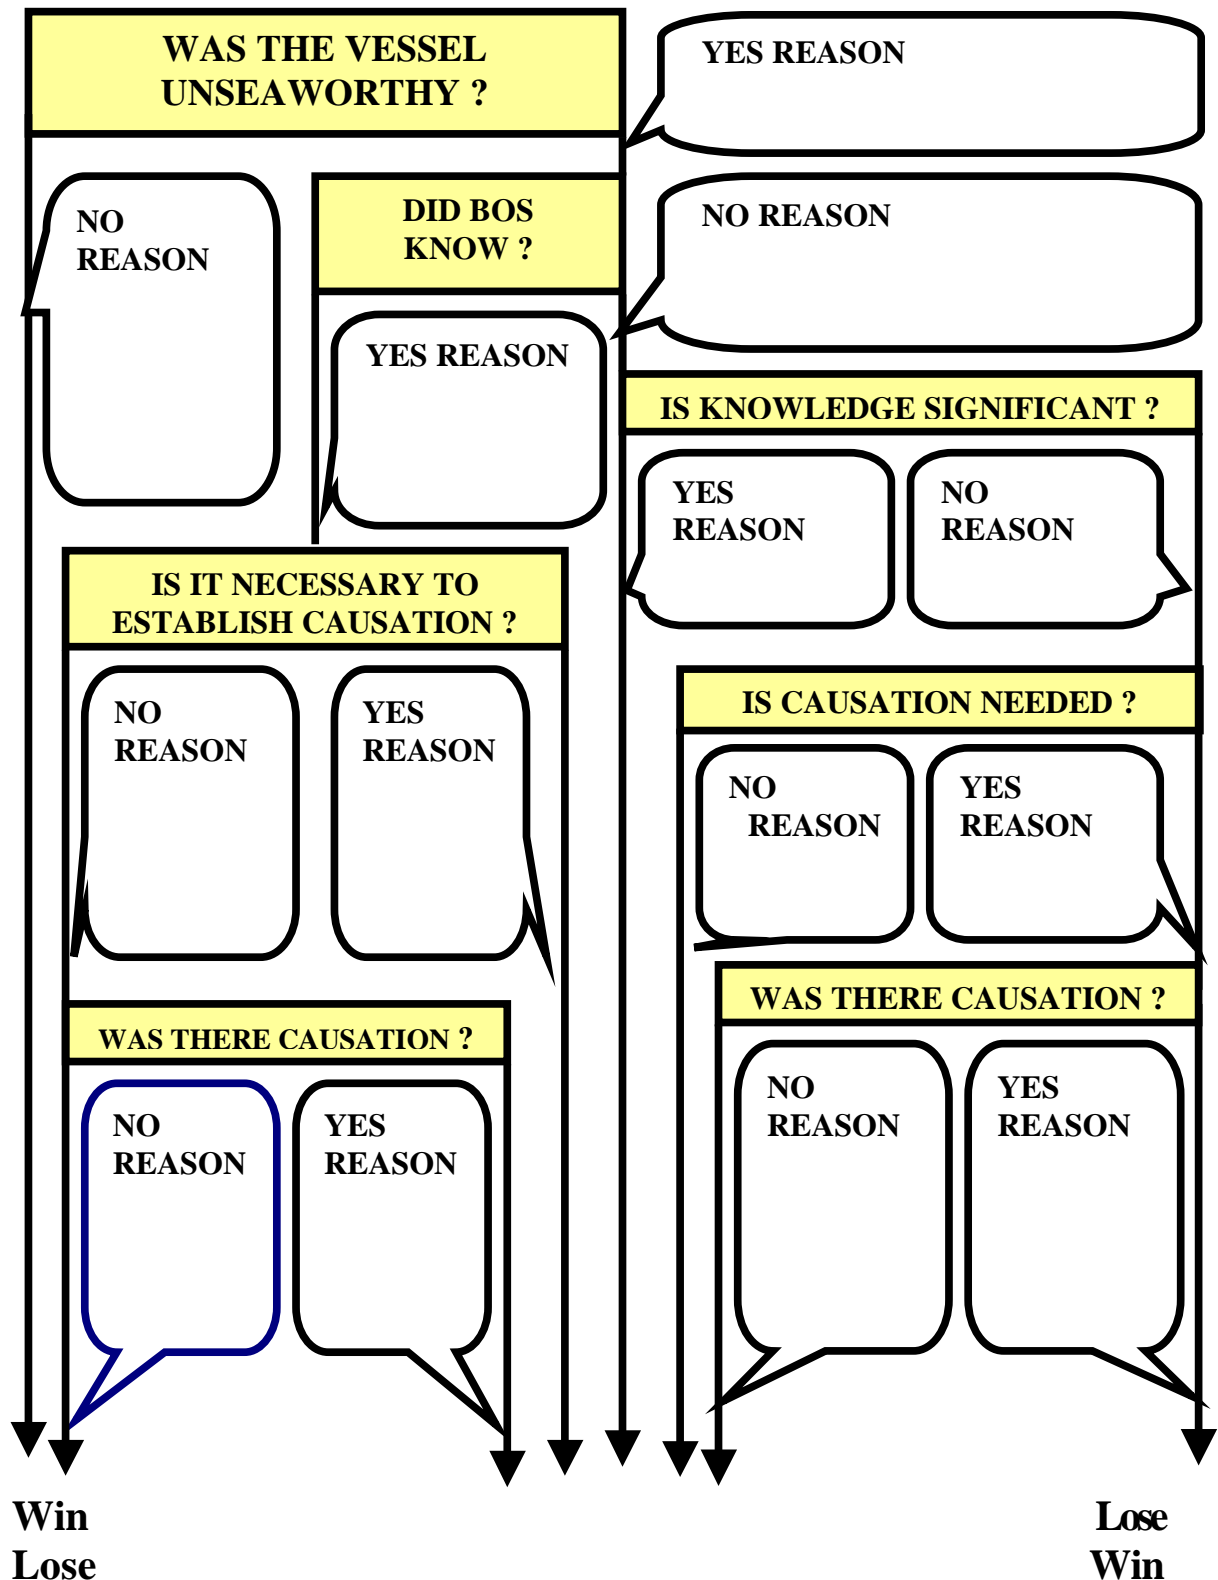 WAS THE VESSEL
UNSEAWORTHY ?
YES REASON
NO
REASON
DID BOS
KNOW ?
NO REASON
YES REASON
IS KNOWLEDGE SIGNIFICANT ?
YES
REASON
NO
REASON
IS IT NECESSARY TO
ESTABLISH CAUSATION ?
NO
REASON
YES
REASON
IS CAUSATION NEEDED ?
NO
REASON
YES
REASON
WAS THERE CAUSATION ?
NO
REASON
YES
REASON
WAS THERE CAUSATION ?
NO
REASON
YES
REASON
Win
Lose
Lose
Win